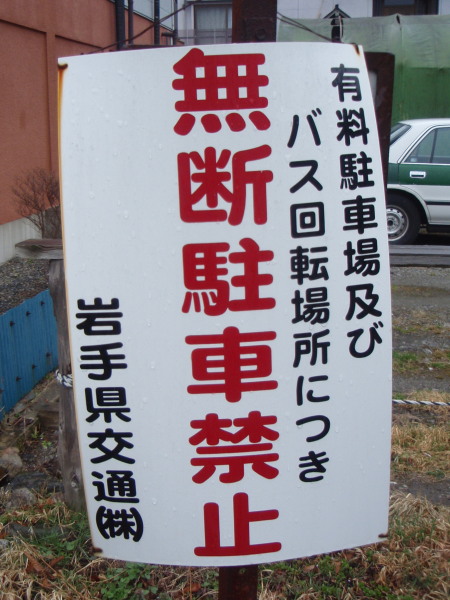 有料駐車場及び
バス回転場所につき
無断駐車禁止
岩手県交通(株)